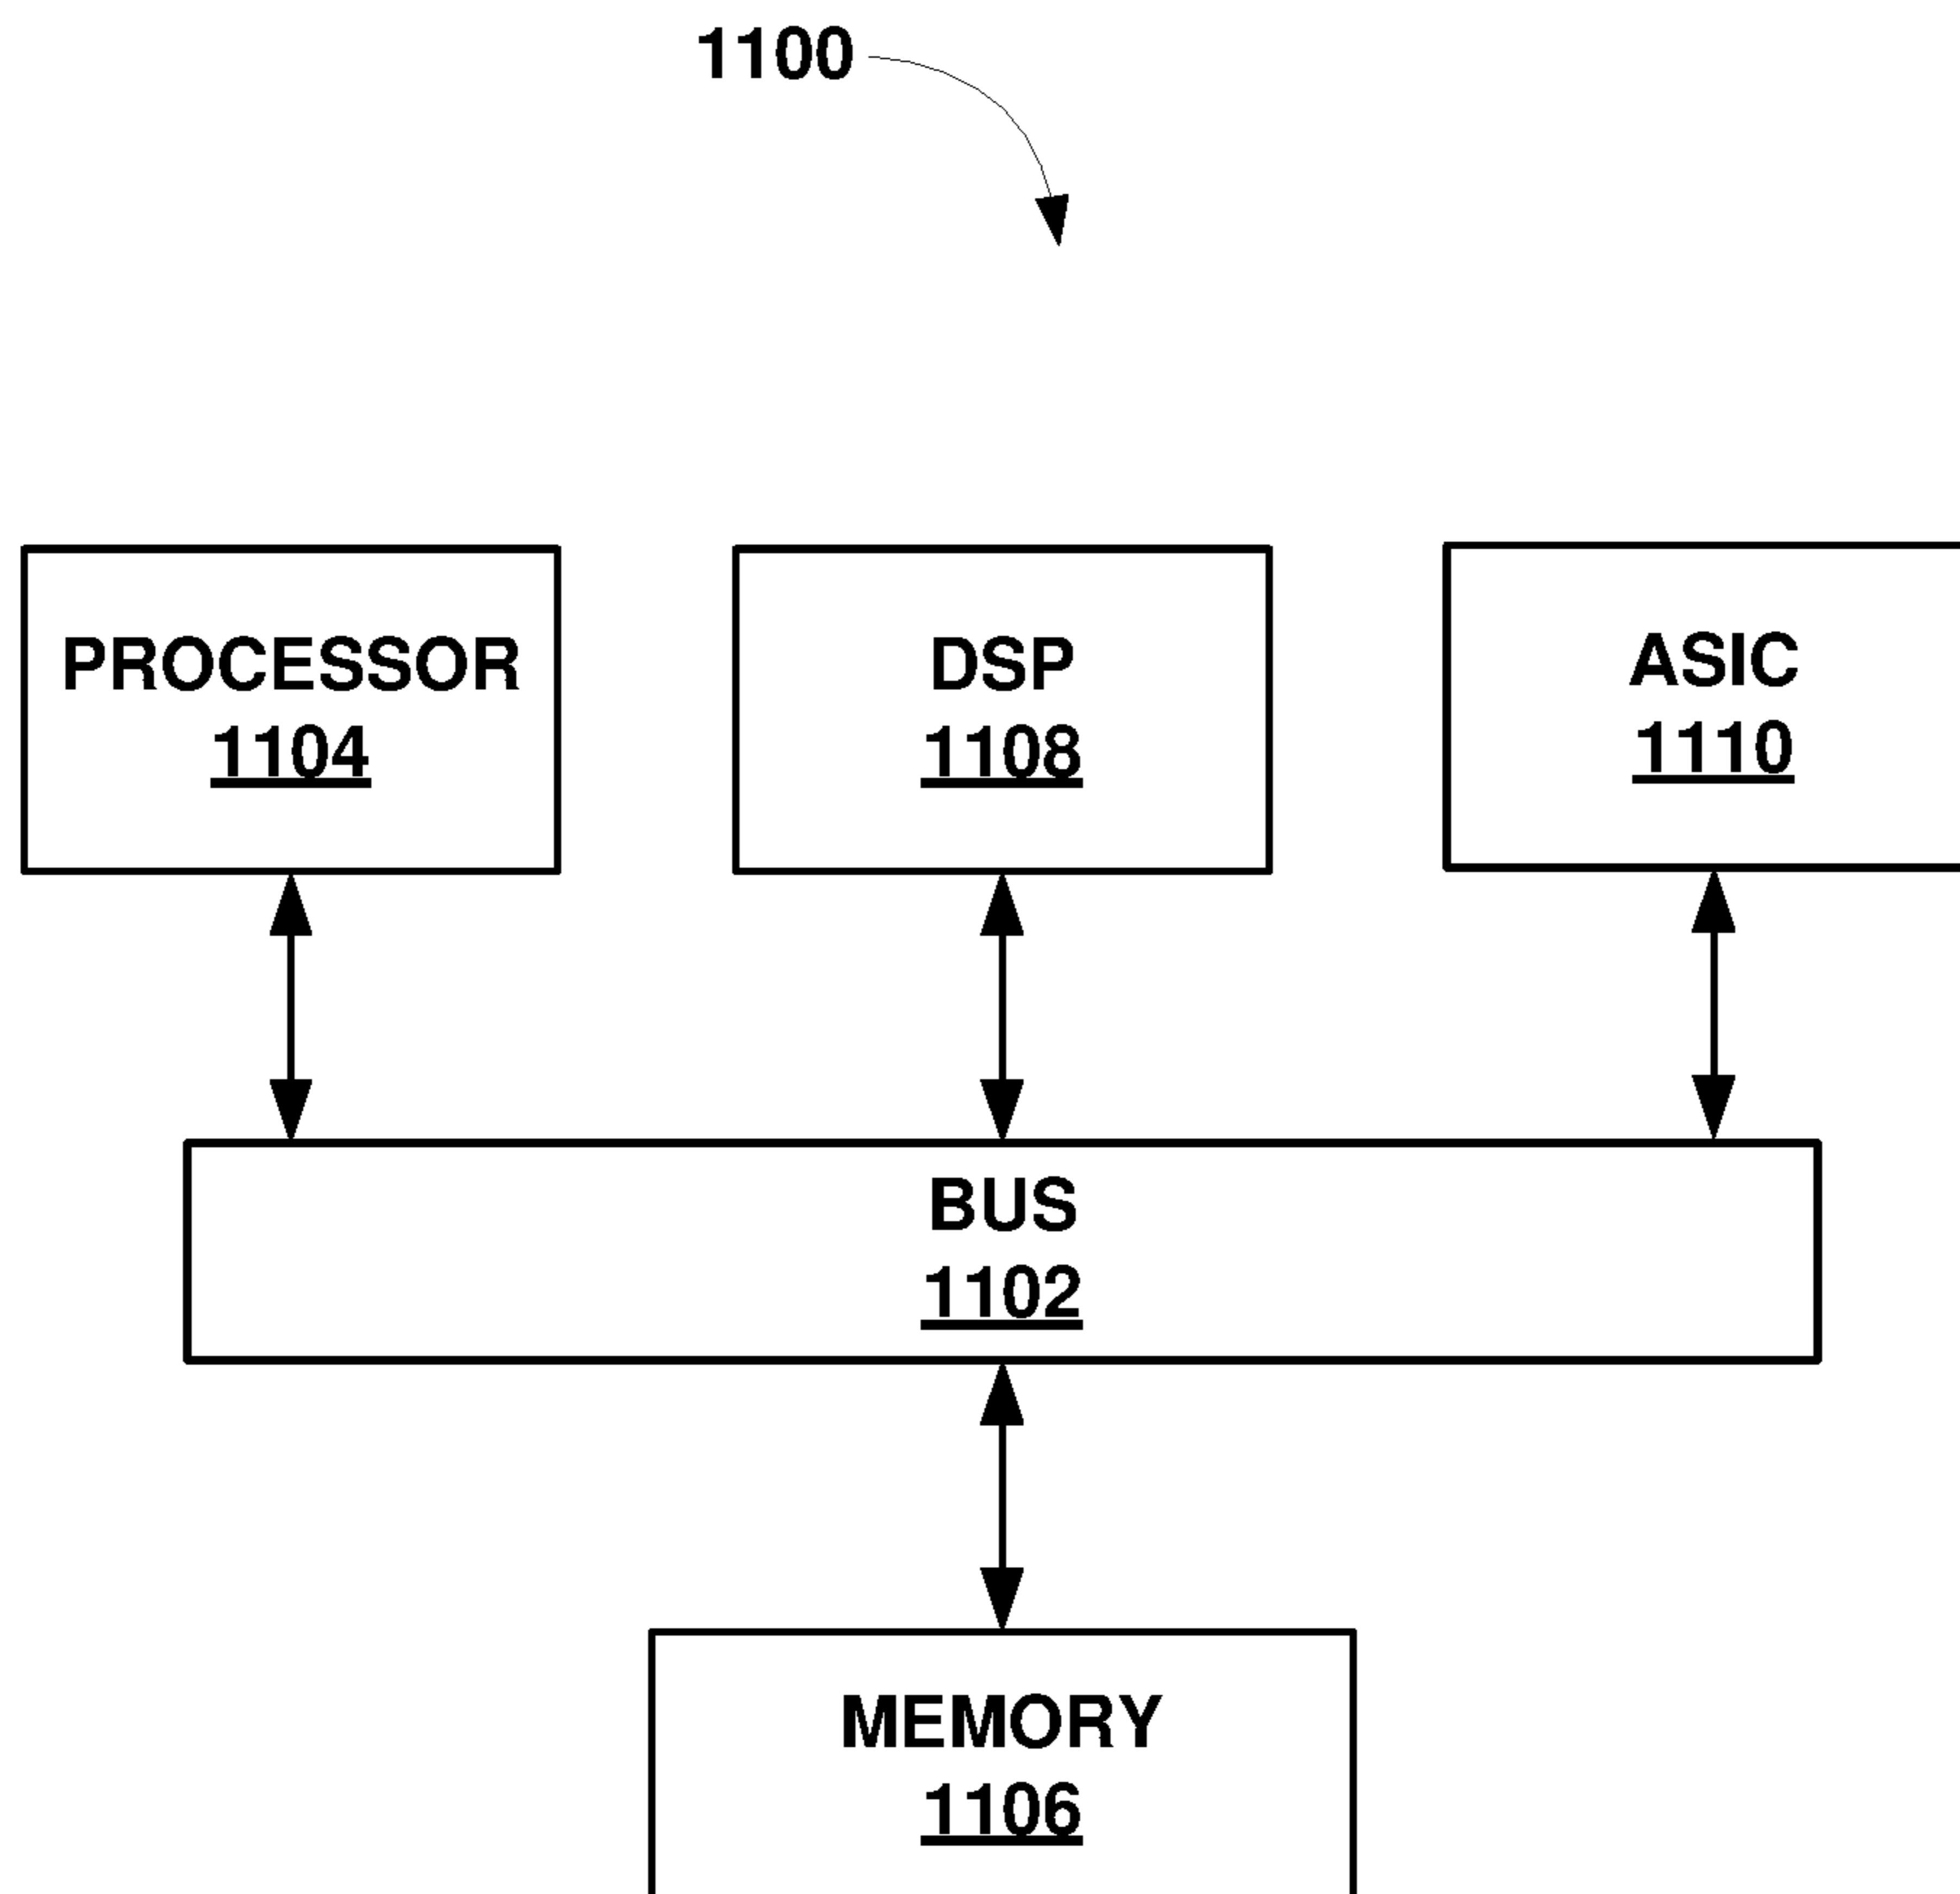 1100
PROCESSOR
1104
DSP
1108
ASIC
1110
BUS
1102
MEMORY
1106